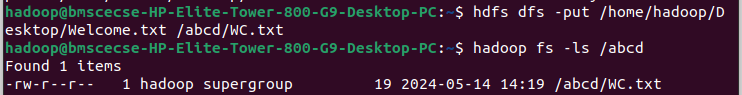 hadoop@bmscecse-HP-Elite-Tower-800-G9-Desktop-PC:~$ hdfs dfs -put /home/hadoop/D
esktop/Welcome.txt /abcd/WC.txt
hadoop@bmscecse-HP-Elite-Tower-800-G9-Desktop-PC:~$ hadoop fs -ls /abcd
Found 1 items
-rw-r--r--   1 hadoop supergroup         19 2024-05-14 14:19 /abcd/WC.txt